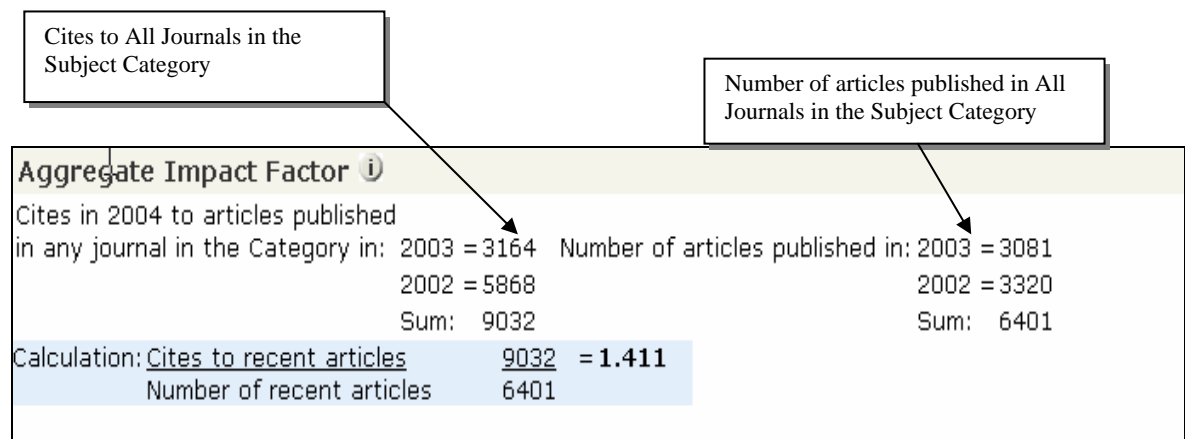 Cites to All Journals in the
Subject Category
Number of articles published in All
Journals in the Subject Category
Aggregate Impact Factor i
Cites in 2004 to articles published
in any journal in the Category in: 2003 = 3164 Number of articles published in: 2003 = 3081
2002 = 5868 2002 = 3320
Sum: 9032 Sum: 6401
Calculation: Cites to recent articles 9032 = 1.411
Number of recent articles 6401